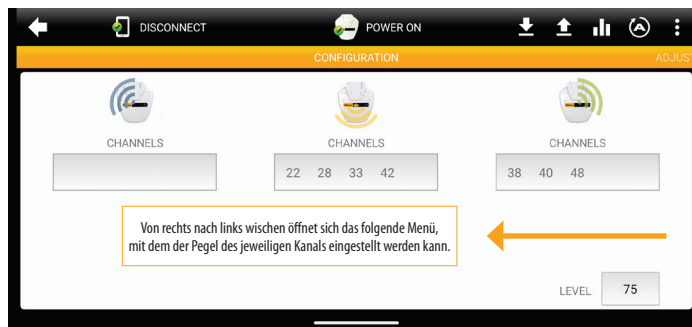 DISCONNECT
POWER ON
CONFIGURATION
ADJUS
CHANNELS
CHANNELS
CHANNELS
22 28 33 42
38 40 48
Von rechts nach links wischen öffnet sich das folgende Menü,
mit dem der Pegel des jeweiligen Kanals eingestellt werden kann.
LEVEL 75